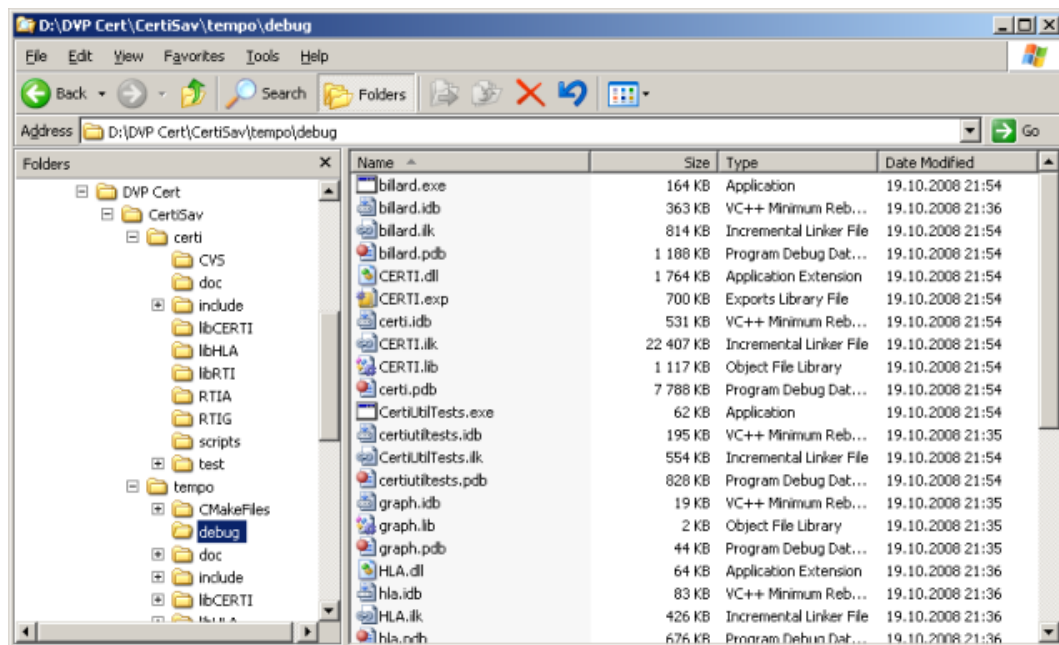 D:\DVP Cert\CertiSav\tempo\debug
File Edit View Favorites Tools Help
Back Search Folders
Address D:\DVP Cert\CertiSav\tempo\debug Go
Folders
DVP Cert
CertiSav
certi
CVS
doc
include
libCERTI
libHLA
libRTI
RTIA
RTIG
scripts
test
tempo
CMakeFiles
debug
doc
include
libCERTI
libHLA
Name Size Type Date Modified
billard.exe 164 KB Application 19.10.2008 21:54
billard.idb 363 KB VC++ Minimum Reb... 19.10.2008 21:36
billard.ilk 814 KB Incremental Linker File 19.10.2008 21:54
billard.pdb 1 188 KB Program Debug Dat... 19.10.2008 21:54
CERTI.dll 1 764 KB Application Extension 19.10.2008 21:54
CERTI.exp 700 KB Exports Library File 19.10.2008 21:54
certi.idb 531 KB VC++ Minimum Reb... 19.10.2008 21:54
CERTI.ilk 22 407 KB Incremental Linker File 19.10.2008 21:54
CERTI.lib 1 117 KB Object File Library 19.10.2008 21:54
certi.pdb 7 788 KB Program Debug Dat... 19.10.2008 21:54
CertiUtilTests.exe 62 KB Application 19.10.2008 21:54
certiutiltests.idb 195 KB VC++ Minimum Reb... 19.10.2008 21:35
CertiUtilTests.ilk 554 KB Incremental Linker File 19.10.2008 21:54
certiutiltests.pdb 828 KB Program Debug Dat... 19.10.2008 21:54
graph.idb 19 KB VC++ Minimum Reb... 19.10.2008 21:35
graph.lib 2 KB Object File Library 19.10.2008 21:35
graph.pdb 44 KB Program Debug Dat... 19.10.2008 21:35
HLA.dll 64 KB Application Extension 19.10.2008 21:36
hla.idb 83 KB VC++ Minimum Reb... 19.10.2008 21:36
HLA.ilk 426 KB Incremental Linker File 19.10.2008 21:36
hla.pdb 676 KB Program Debug Dat... 19.10.2008 21:36